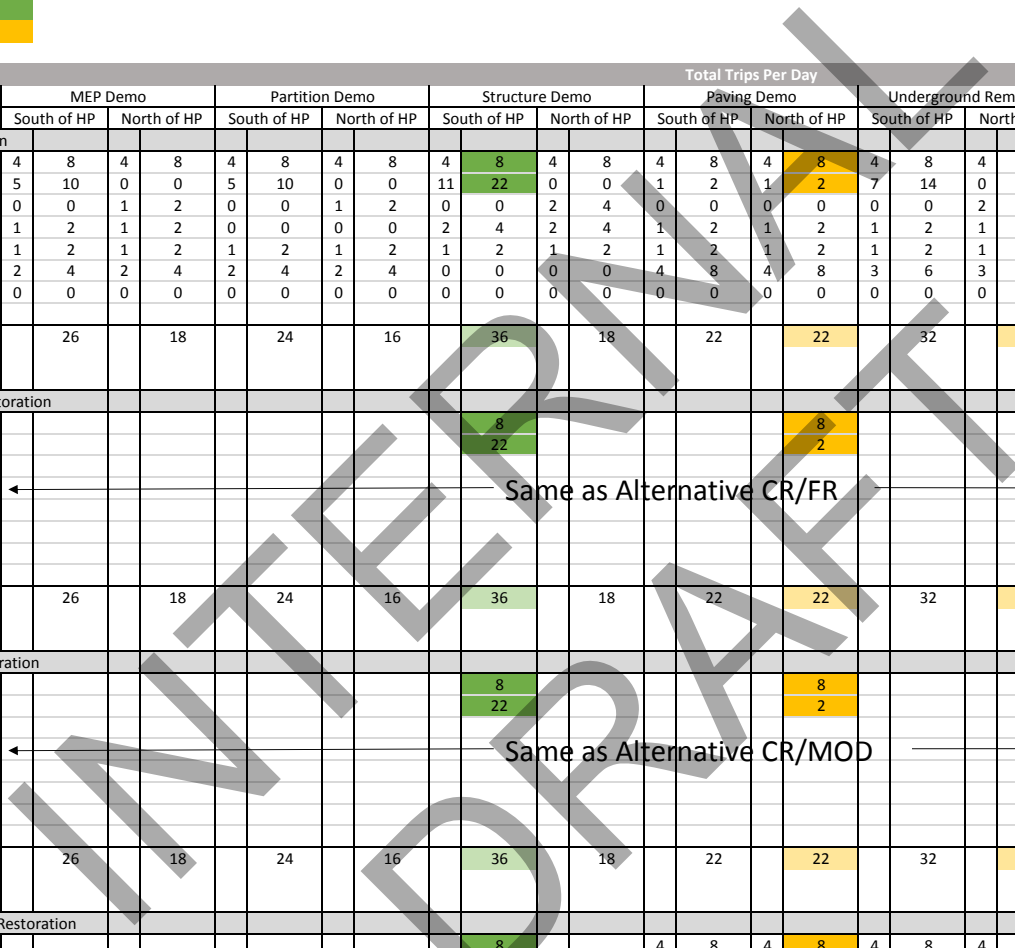 Total Trips Per Day
MEP Demo Partition Demo Structure Demo Paving Demo Underground Rem
South of HP North of HP South of HP North of HP South of HP North of HP South of HP North of HP South of HP North
n
4 8 4 8 4 8 4 8 4 8 4 8 4 8 4 8 4 8 4
5 10 0 0 5 10 0 0 11 22 0 0 1 2 1 2 7 14 0
0 0 1 2 0 0 1 2 0 0 2 4 0 0 0 0 0 0 2
1 2 1 2 0 0 0 0 2 4 2 4 1 2 1 2 1 2 1
1 2 1 2 1 2 1 2 1 2 1 2 1 2 1 2 1 2 1
2 4 2 4 2 4 2 4 0 0 0 0 4 8 4 8 3 6 3
0 0 0 0 0 0 0 0 0 0 0 0 0 0 0 0 0 0 0
26 18 24 16 36 18 22 22 32
toration
8 8
22 2
Same as Alternative CR/FR
26 18 24 16 36 18 22 22 32
ration
8 8
22 2
Same as Alternative CR/MOD
26 18 24 16 36 18 22 22 32
Restoration
8 4 8 4 8 4 8 4
INTERNAL
DRAFT